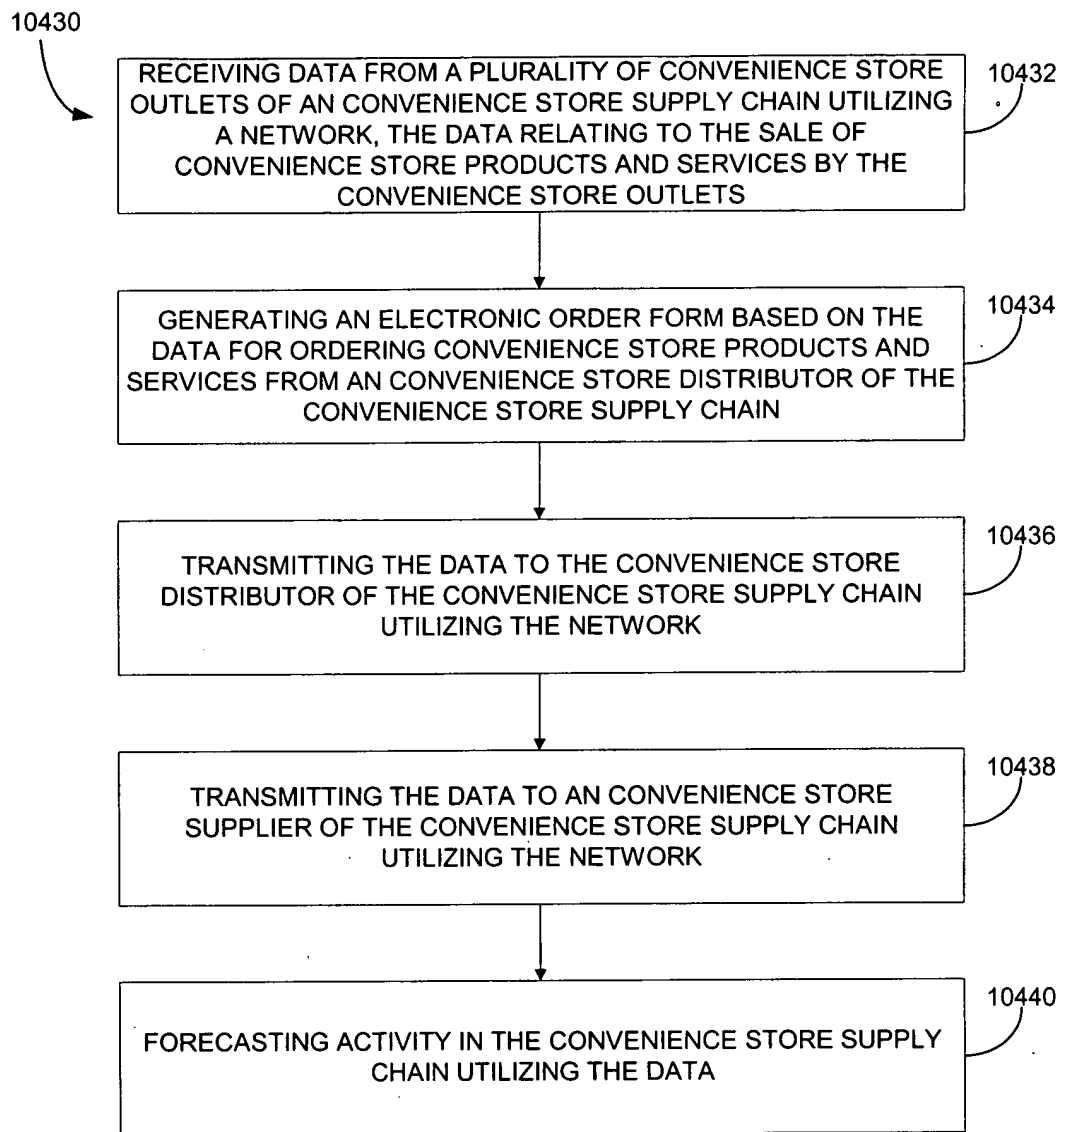 10430
RECEIVING DATA FROM A PLURALITY OF CONVENIENCE STORE
OUTLETS OF AN CONVENIENCE STORE SUPPLY CHAIN UTILIZING
A NETWORK, THE DATA RELATING TO THE SALE OF
CONVENIENCE STORE PRODUCTS AND SERVICES BY THE
CONVENIENCE STORE OUTLETS
10432
GENERATING AN ELECTRONIC ORDER FORM BASED ON THE
DATA FOR ORDERING CONVENIENCE STORE PRODUCTS AND
SERVICES FROM AN CONVENIENCE STORE DISTRIBUTOR OF THE
CONVENIENCE STORE SUPPLY CHAIN
10434
TRANSMITTING THE DATA TO THE CONVENIENCE STORE
DISTRIBUTOR OF THE CONVENIENCE STORE SUPPLY CHAIN
UTILIZING THE NETWORK
10436
TRANSMITTING THE DATA TO AN CONVENIENCE STORE
SUPPLIER OF THE CONVENIENCE STORE SUPPLY CHAIN
UTILIZING THE NETWORK
10438
FORECASTING ACTIVITY IN THE CONVENIENCE STORE SUPPLY
CHAIN UTILIZING THE DATA
10440